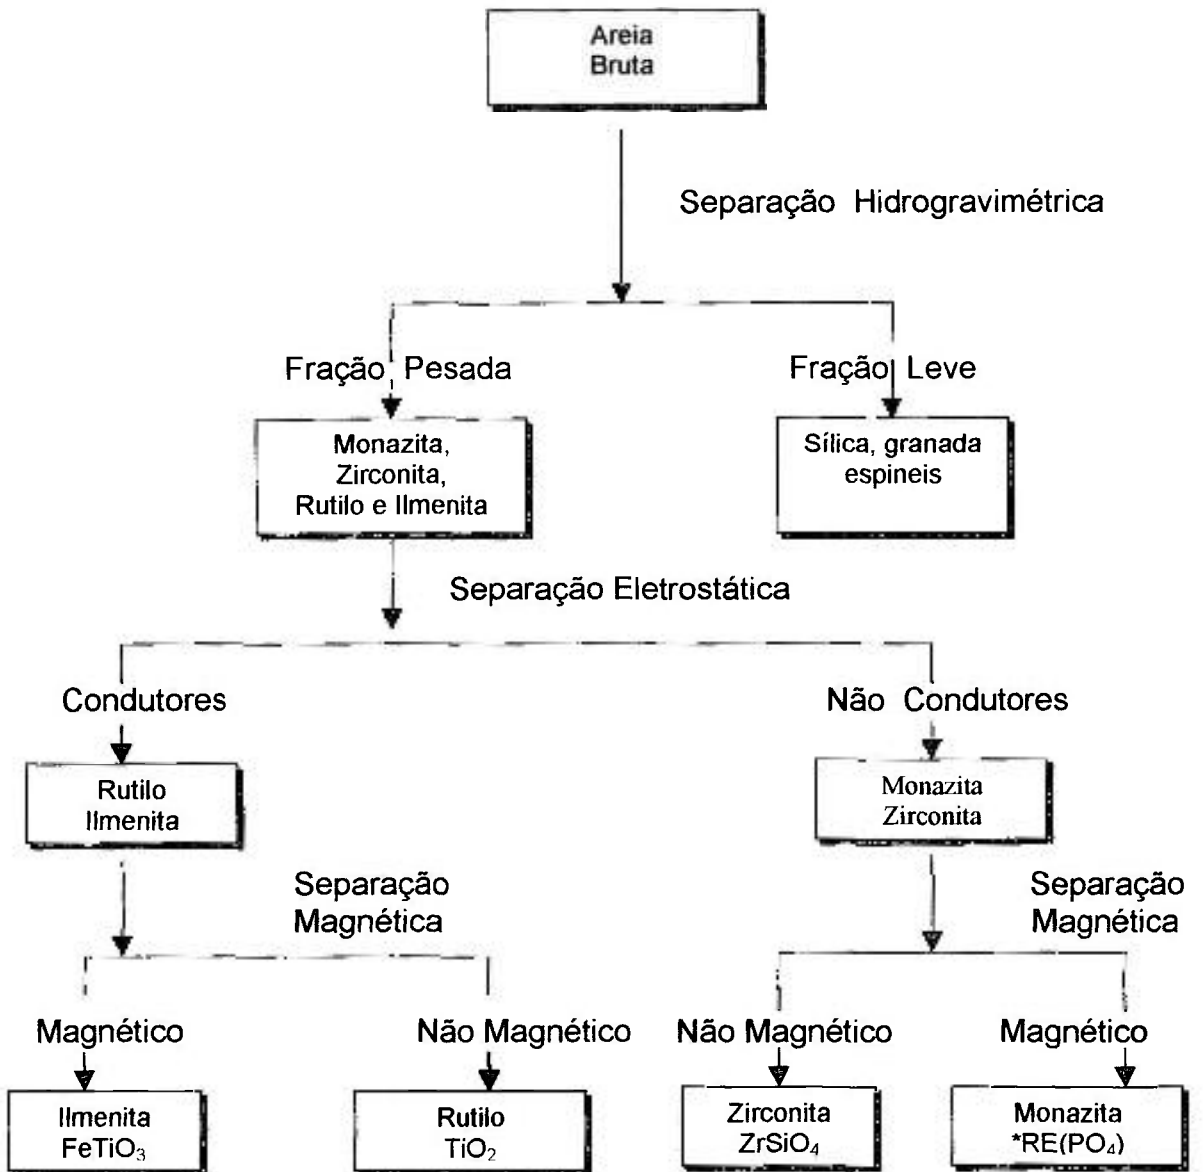 Areia
Bruta
Separação Hidrogravimétrica
Fração Pesada
Fração Leve
Monazita,
Zirconita,
Rutilo e Ilmenita
Sílica, granada
espineis
Separação Eletrostática
Condutores
Não Condutores
Rutilo
Ilmenita
Monazita
Zirconita
Separação
Magnética
Separação
Magnética
Magnético
Não Magnético
Não Magnético
Magnético
Ilmenita
FeTiO₃
Rutilo
TiO₂
Zirconita
ZrSiO₄
Monazita
*RE(PO₄)